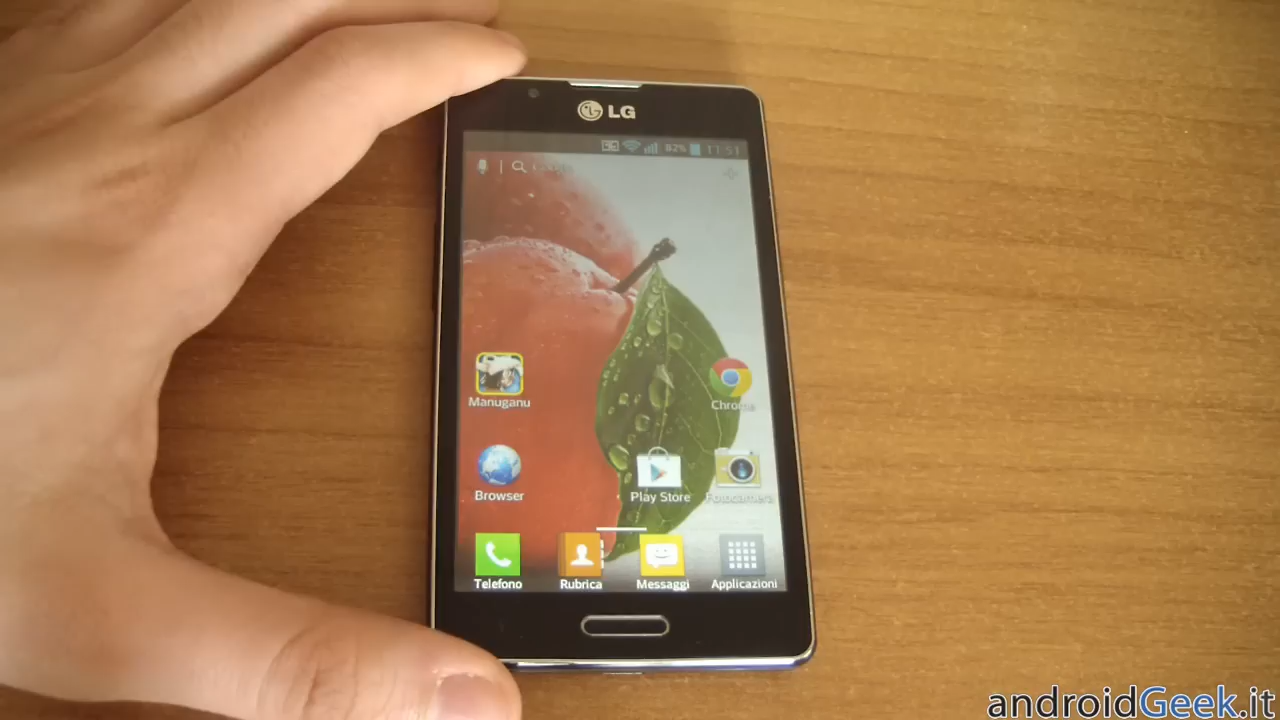 LG
82% 11:51
Manuganu
Chrome
Browser
Play Store
Fotocamera
Telefono
Rubrica
Messaggi
Applicazioni
androidGeek.it